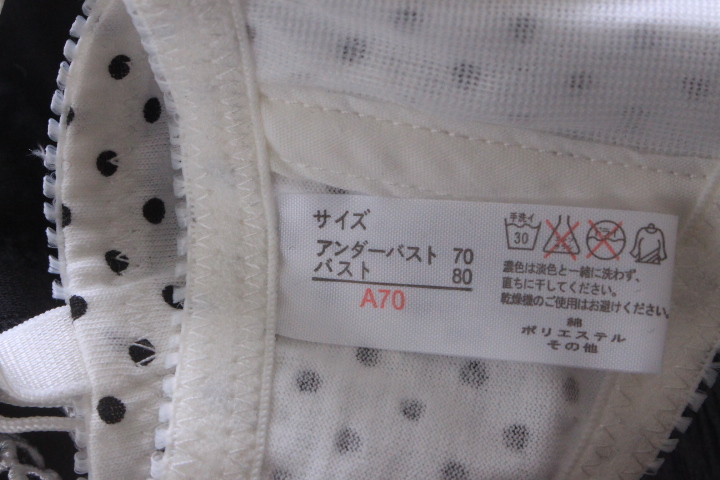 サイズ
アンダーバスト 70
バスト 80
A70
手洗イ
30
濃色は淡色と一緒に洗わず、
直ちに干してください。
乾燥機のご使用はお避けください。
綿
ポリエステル
その他